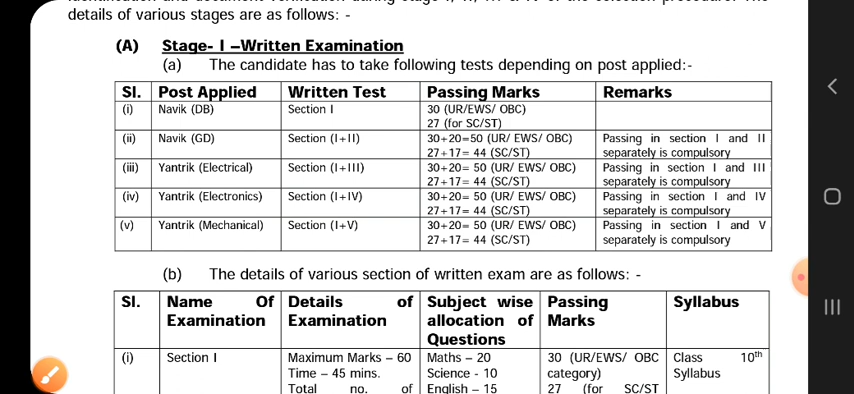 details of various stages are as follows: -
(A) Stage- I –Written Examination
(a) The candidate has to take following tests depending on post applied:-
Sl. Post Applied Written Test Passing Marks Remarks
(i) Navik (DB) Section I 30 (UR/EWS/ OBC)
27 (for SC/ST)
(ii) Navik (GD) Section (I+II) 30+20=50 (UR/ EWS/ OBC) Passing in section I and II
27+17= 44 (SC/ST) separately is compulsory
(iii) Yantrik (Electrical) Section (I+III) 30+20= 50 (UR/ EWS/ OBC) Passing in section I and III
27+17= 44 (SC/ST) separately is compulsory
(iv) Yantrik (Electronics) Section (I+IV) 30+20= 50 (UR/ EWS/ OBC) Passing in section I and IV
27+17= 44 (SC/ST) separately is compulsory
(v) Yantrik (Mechanical) Section (I+V) 30+20= 50 (UR/ EWS/ OBC) Passing in section I and V
27+17= 44 (SC/ST) separately is compulsory
(b) The details of various section of written exam are as follows: -
Sl. Name Of Details of Subject wise Passing Syllabus
Examination Examination allocation of Marks
Questions
(i) Section I Maximum Marks – 60 Maths – 20 30 (UR/EWS/ OBC Class 10th
Time – 45 mins. Science - 10 category) Syllabus
Total no. of English – 15 27 (for SC/ST